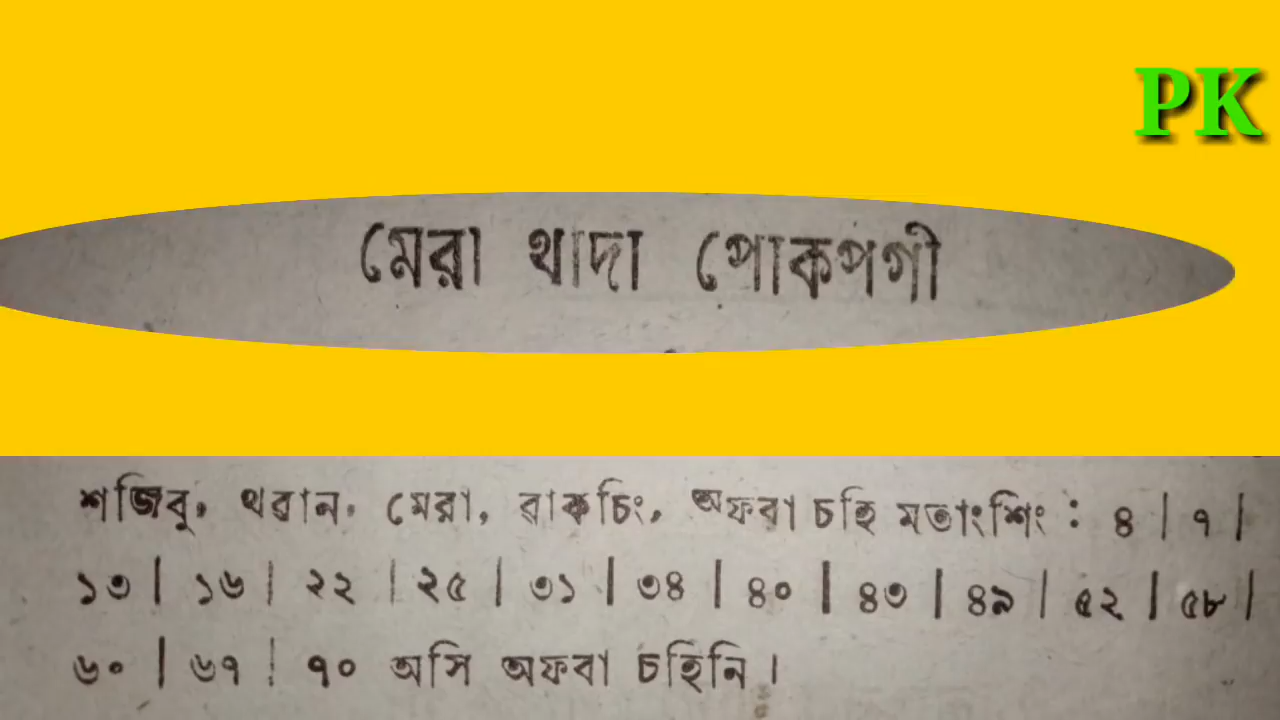 PK
মেরা থাদা পোকপগী
শজিবু, থৱান, মেরা, ৱাকচিং, অফবা চহি মতাংশিং : ৪ | ৭ |
১৩ | ১৬ | ২২ | ২৫ | ৩১ | ৩৪ | ৪০ | ৪৩ | ৪৯ | ৫২ | ৫৮ |
৬০ | ৬৭ | ৭০ অসি অফবা চহিনি ।